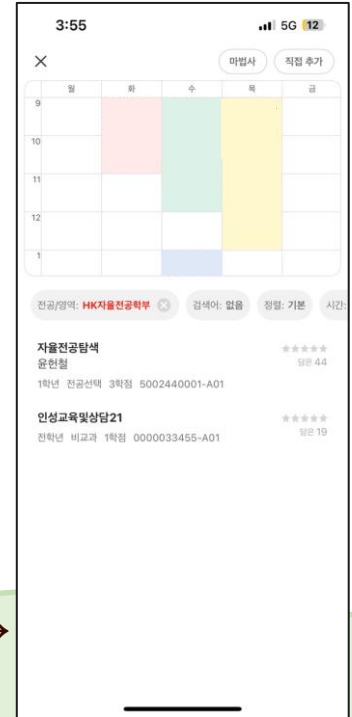 3:55 5G 12
마법사 직접 추가
월 화 수 목 금
9
10
11
12
1
전공/영역: HK자율전공학부 검색어: 없음 정렬: 기본 시간:
자율전공탐색
윤헌철 담은 44
1학년 전공선택 3학점 5002440001-A01
인성교육및상담21
전학년 비교과 1학점 0000033455-A01 담은 19